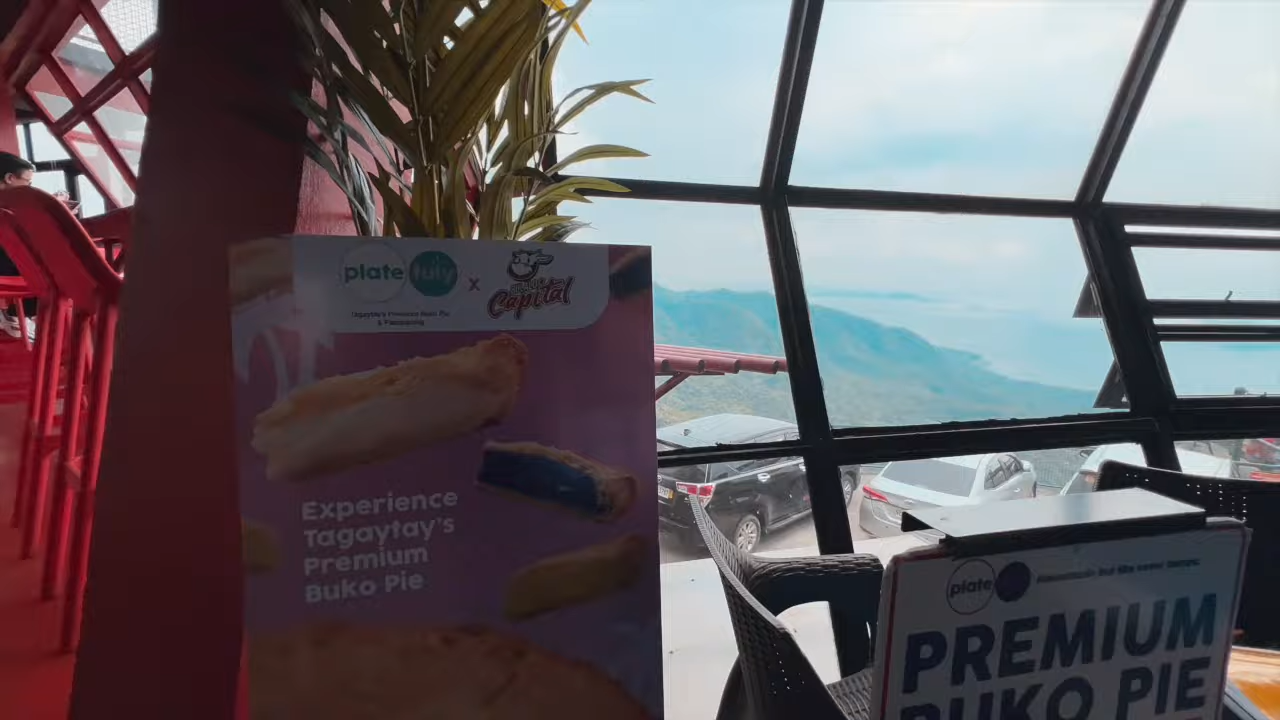 plate fully x
Capital
Tagaytay's Premium Buko Pie
& Pasalubong
Experience
Tagaytay's
Premium
Buko Pie
plate
PREMIUM
BUKO PIE